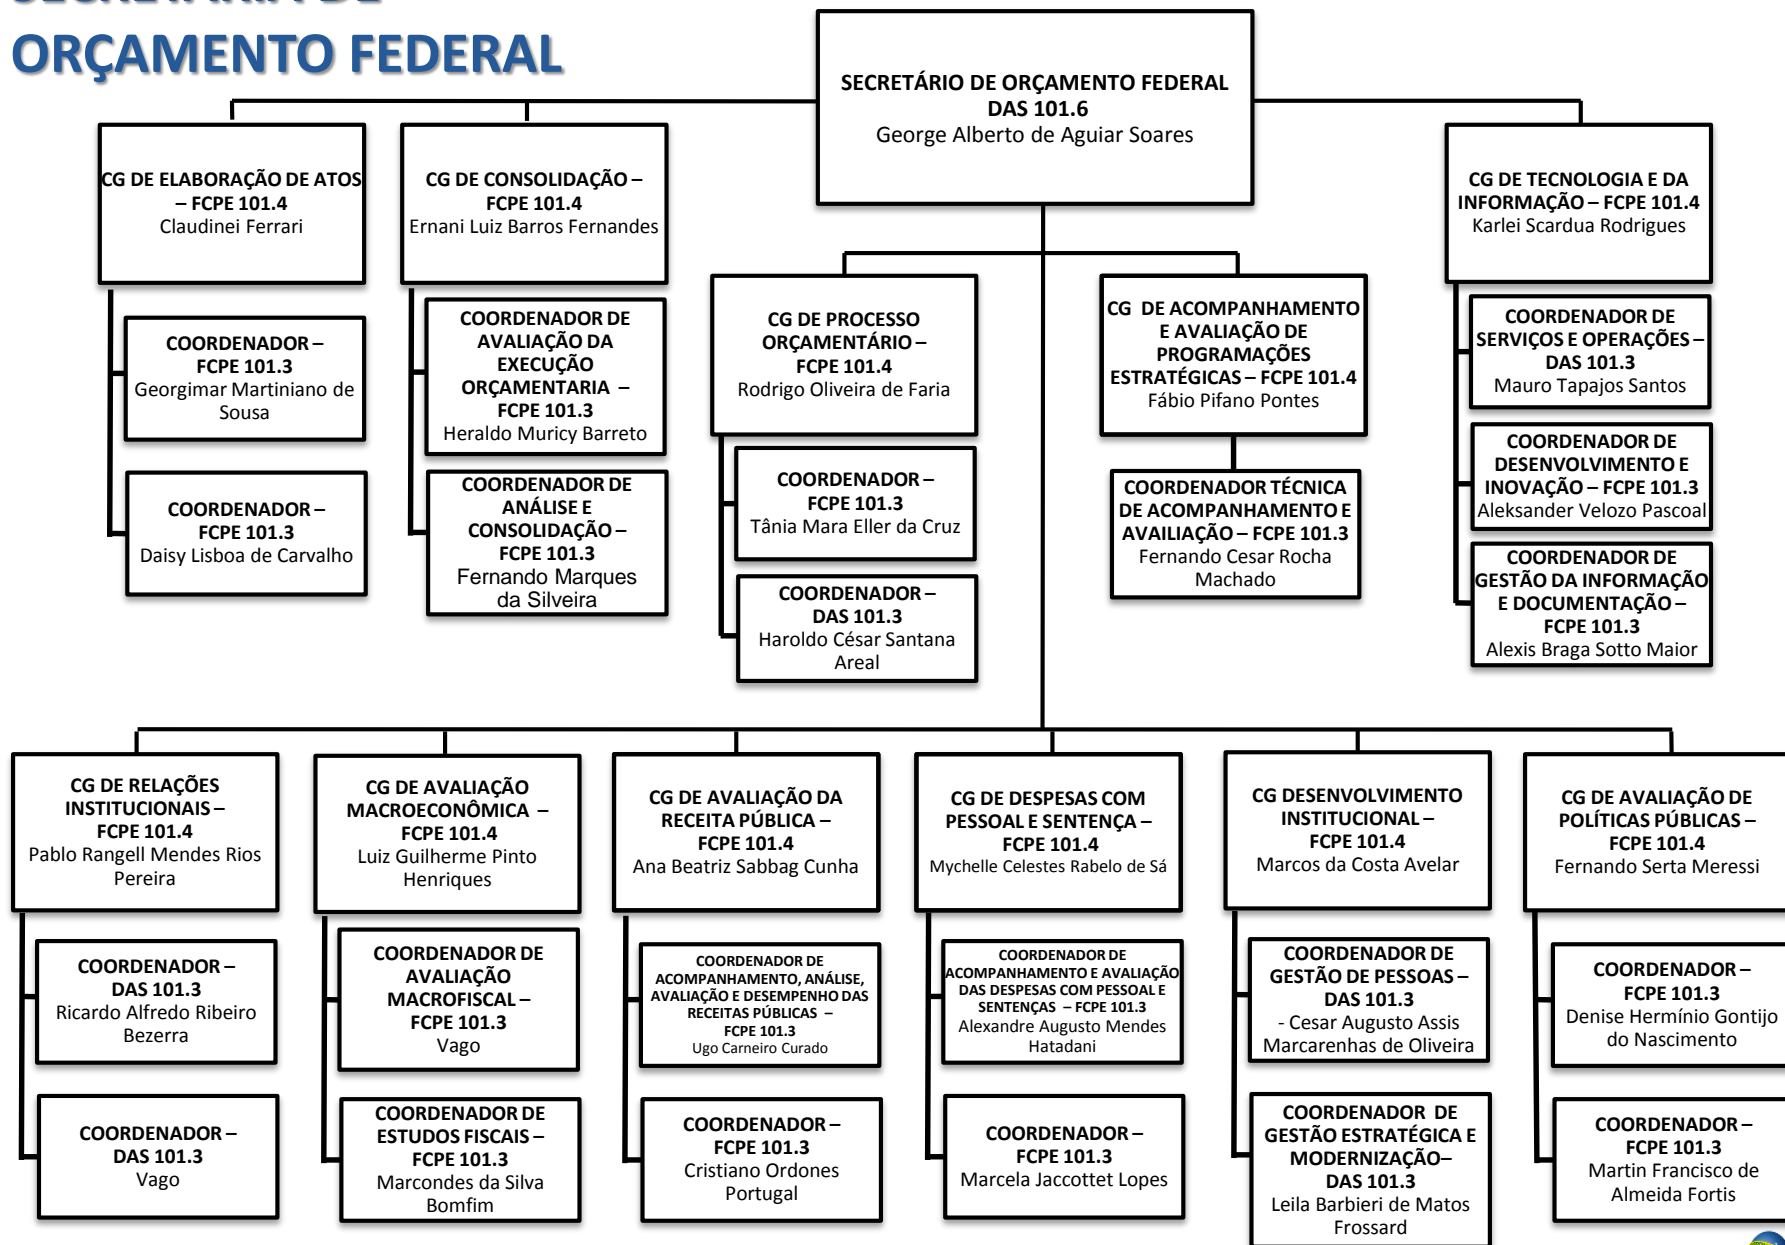 SECRETARIA DE
ORÇAMENTO FEDERAL
SECRETÁRIO DE ORÇAMENTO FEDERAL
DAS 101.6
George Alberto de Aguiar Soares
CG DE ELABORAÇÃO DE ATOS
– FCPE 101.4
Claudinei Ferrari
COORDENADOR –
FCPE 101.3
Georgimar Martiniano de
Sousa
COORDENADOR –
FCPE 101.3
Daisy Lisboa de Carvalho
CG DE CONSOLIDAÇÃO –
FCPE 101.4
Ernani Luiz Barros Fernandes
COORDENADOR DE
AVALIAÇÃO DA
EXECUÇÃO
ORÇAMENTARIA –
FCPE 101.3
Heraldo Muricy Barreto
COORDENADOR DE
ANÁLISE E
CONSOLIDAÇÃO –
FCPE 101.3
Fernando Marques
da Silveira
CG DE PROCESSO
ORÇAMENTÁRIO –
FCPE 101.4
Rodrigo Oliveira de Faria
COORDENADOR –
FCPE 101.3
Tânia Mara Eller da Cruz
COORDENADOR –
DAS 101.3
Haroldo César Santana
Areal
CG DE ACOMPANHAMENTO
E AVALIAÇÃO DE
PROGRAMAÇÕES
ESTRATÉGICAS – FCPE 101.4
Fábio Pifano Pontes
COORDENADOR TÉCNICA
DE ACOMPANHAMENTO E
AVAILIAÇÃO – FCPE 101.3
Fernando Cesar Rocha
Machado
CG DE TECNOLOGIA E DA
INFORMAÇÃO – FCPE 101.4
Karlei Scardua Rodrigues
COORDENADOR DE
SERVIÇOS E OPERAÇÕES –
DAS 101.3
Mauro Tapajos Santos
COORDENADOR DE
DESENVOLVIMENTO E
INOVAÇÃO – FCPE 101.3
Aleksander Velozo Pascoal
COORDENADOR DE
GESTÃO DA INFORMAÇÃO
E DOCUMENTAÇÃO –
FCPE 101.3
Alexis Braga Sotto Maior
CG DE RELAÇÕES
INSTITUCIONAIS –
FCPE 101.4
Pablo Rangell Mendes Rios
Pereira
COORDENADOR –
DAS 101.3
Ricardo Alfredo Ribeiro
Bezerra
COORDENADOR –
DAS 101.3
Vago
CG DE AVALIAÇÃO
MACROECONÔMICA –
FCPE 101.4
Luiz Guilherme Pinto
Henriques
COORDENADOR DE
AVALIAÇÃO
MACROFISCAL –
FCPE 101.3
Vago
COORDENADOR DE
ESTUDOS FISCAIS –
FCPE 101.3
Marcondes da Silva
Bomfim
CG DE AVALIAÇÃO DA
RECEITA PÚBLICA –
FCPE 101.4
Ana Beatriz Sabbag Cunha
COORDENADOR DE
ACOMPANHAMENTO, ANÁLISE,
AVALIAÇÃO E DESEMPENHO DAS
RECEITAS PÚBLICAS –
FCPE 101.3
Ugo Carneiro Curado
COORDENADOR –
FCPE 101.3
Cristiano Ordones
Portugal
CG DE DESPESAS COM
PESSOAL E SENTENÇA –
FCPE 101.4
Mychelle Celestes Rabelo de Sá
COORDENADOR DE
ACOMPANHAMENTO E AVALIAÇÃO
DAS DESPESAS COM PESSOAL E
SENTENÇAS – FCPE 101.3
Alexandre Augusto Mendes
Hatadani
COORDENADOR –
FCPE 101.3
Marcela Jaccottet Lopes
CG DESENVOLVIMENTO
INSTITUCIONAL –
FCPE 101.4
Marcos da Costa Avelar
COORDENADOR DE
GESTÃO DE PESSOAS –
DAS 101.3
- Cesar Augusto Assis
Marcarenhas de Oliveira
COORDENADOR DE
GESTÃO ESTRATÉGICA E
MODERNIZAÇÃO–
DAS 101.3
Leila Barbieri de Matos
Frossard
CG DE AVALIAÇÃO DE
POLÍTICAS PÚBLICAS –
FCPE 101.4
Fernando Serta Meressi
COORDENADOR –
FCPE 101.3
Denise Hermínio Gontijo
do Nascimento
COORDENADOR –
FCPE 101.3
Martin Francisco de
Almeida Fortis